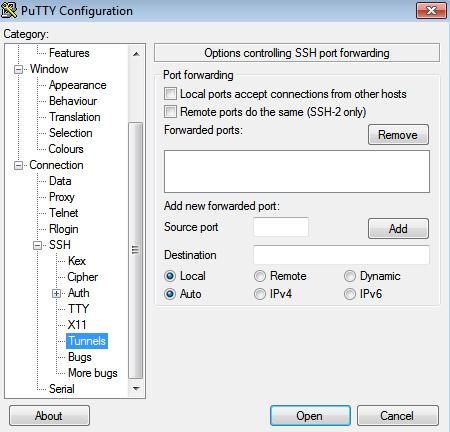 PuTTY Configuration
Category:
Features
Window
Appearance
Behaviour
Translation
Selection
Colours
Connection
Data
Proxy
Telnet
Rlogin
SSH
Kex
Cipher
Auth
TTY
X11
Tunnels
Bugs
More bugs
Serial
Options controlling SSH port forwarding
Port forwarding
Local ports accept connections from other hosts
Remote ports do the same (SSH-2 only)
Forwarded ports:
Remove
Add new forwarded port:
Source port
Add
Destination
Local Remote Dynamic
Auto IPv4 IPv6
About Open Cancel